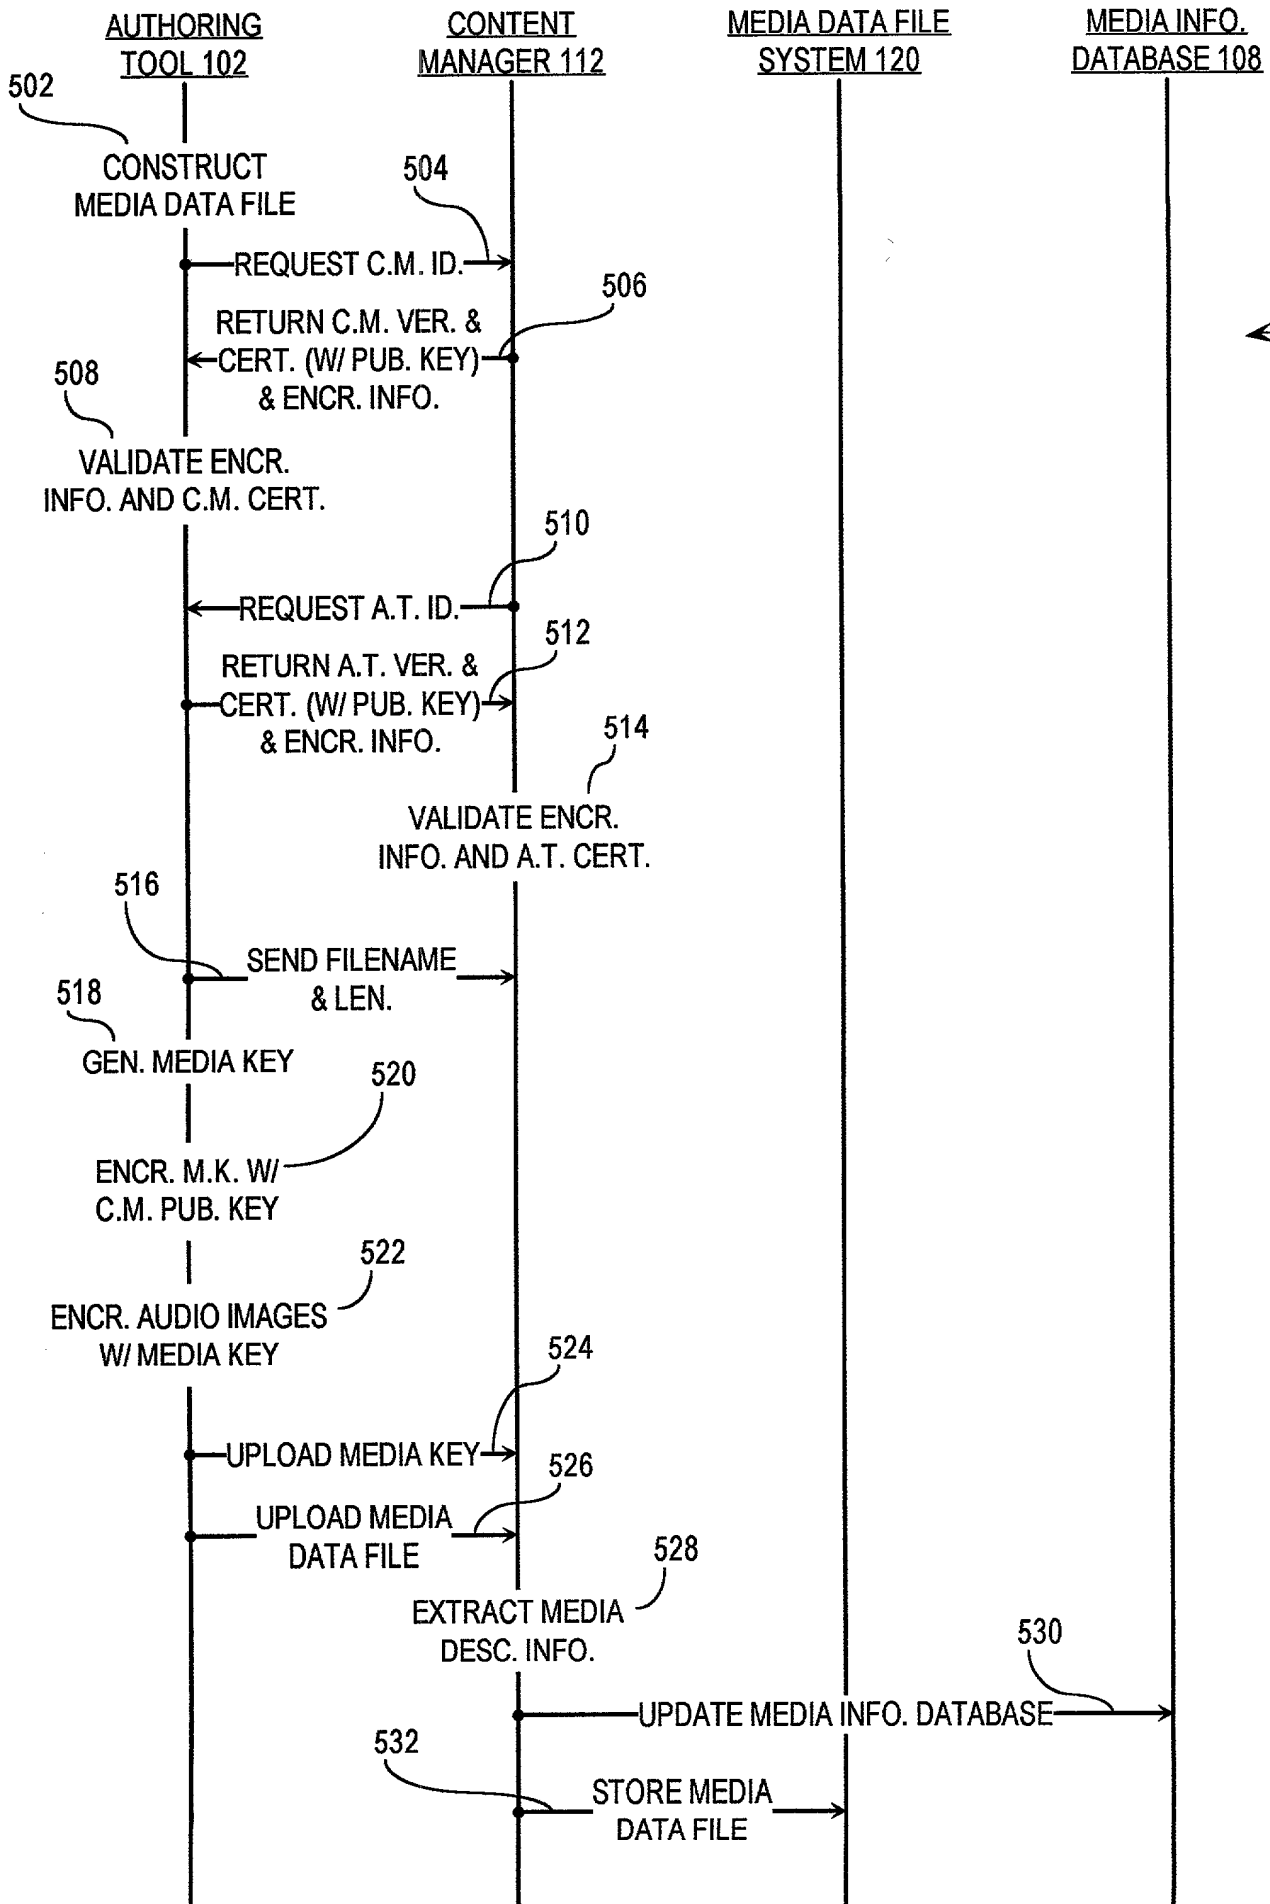 AUTHORING
TOOL 102
CONTENT
MANAGER 112
MEDIA DATA FILE
SYSTEM 120
MEDIA INFO.
DATABASE 108
502
CONSTRUCT
MEDIA DATA FILE
504
REQUEST C.M. ID.
506
RETURN C.M. VER. &
CERT. (W/ PUB. KEY)
& ENCR. INFO.
508
VALIDATE ENCR.
INFO. AND C.M. CERT.
510
REQUEST A.T. ID.
512
RETURN A.T. VER. &
CERT. (W/ PUB. KEY)
& ENCR. INFO.
514
VALIDATE ENCR.
INFO. AND A.T. CERT.
516
SEND FILENAME
& LEN.
518
GEN. MEDIA KEY
520
ENCR. M.K. W/
C.M. PUB. KEY
522
ENCR. AUDIO IMAGES
W/ MEDIA KEY
524
UPLOAD MEDIA KEY
526
UPLOAD MEDIA
DATA FILE
528
EXTRACT MEDIA
DESC. INFO.
530
UPDATE MEDIA INFO. DATABASE
532
STORE MEDIA
DATA FILE